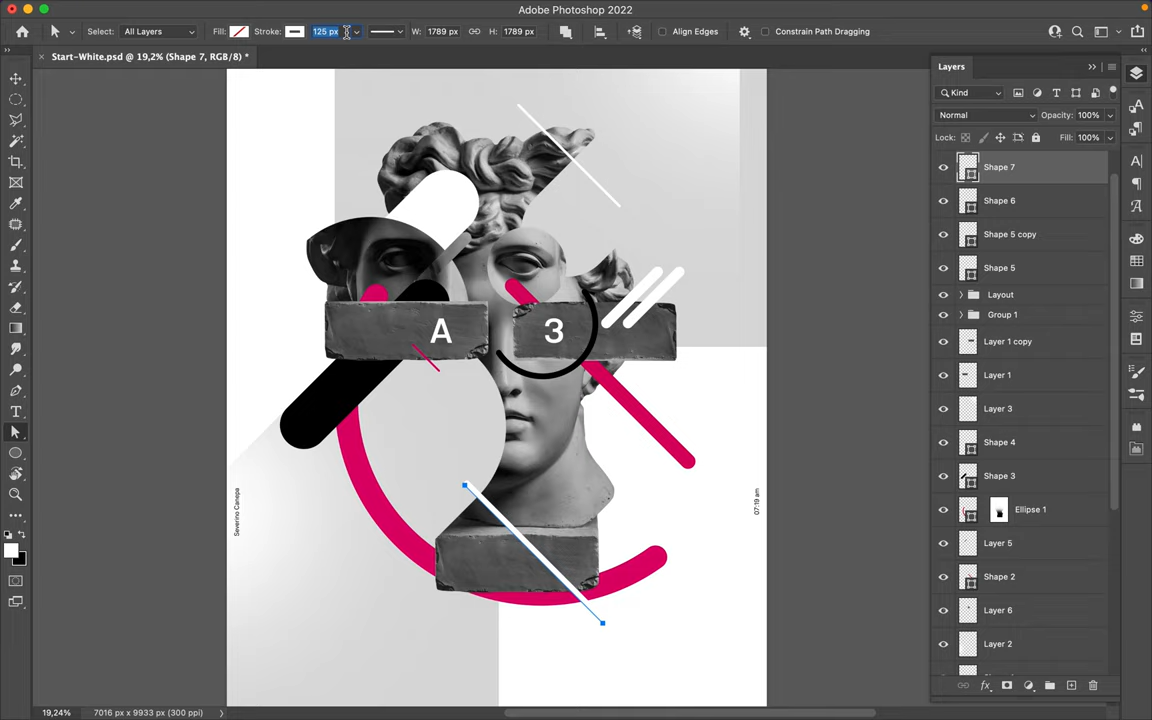 Adobe Photoshop 2022
Select: All Layers Fill: Stroke: 125 px W: 1789 px H: 1789 px Align Edges Constrain Path Dragging
Start-White.psd @ 19,2% (Shape 7, RGB/8) *
Layers
Kind
Normal Opacity: 100%
Lock: Fill: 100%
Shape 7
Shape 6
Shape 5 copy
Shape 5
Layout
Group 1
Layer 1 copy
Layer 1
Layer 3
Shape 4
Shape 3
Ellipse 1
Layer 5
Shape 2
Layer 6
Layer 2
A 3
Severino Canepa
07:19 am
19,24% 7016 px x 9933 px (300 ppi)